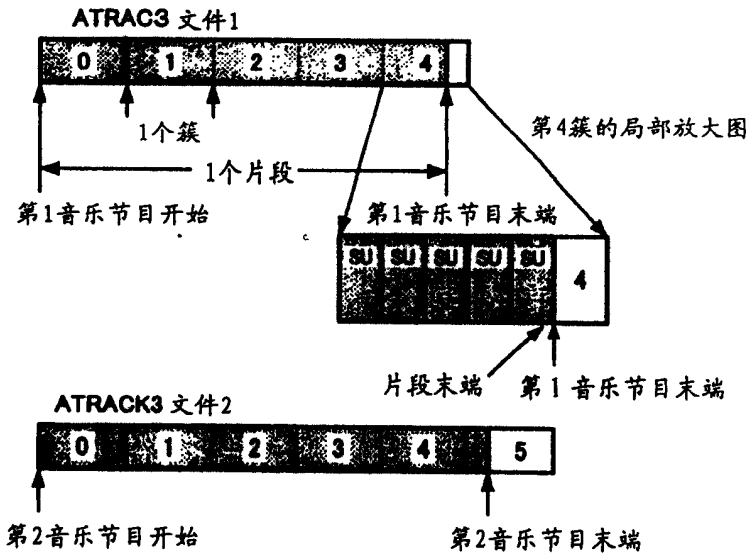 ATRAC3 文件1
0 1 2 3 4
1个簇
第4簇的局部放大图
1个片段
第1音乐节目开始
第1音乐节目末端
SU SU SU SU SU 4
片段末端
第1音乐节目末端
ATRACK3 文件2
0 1 2 3 4 5
第2音乐节目开始
第2音乐节目末端